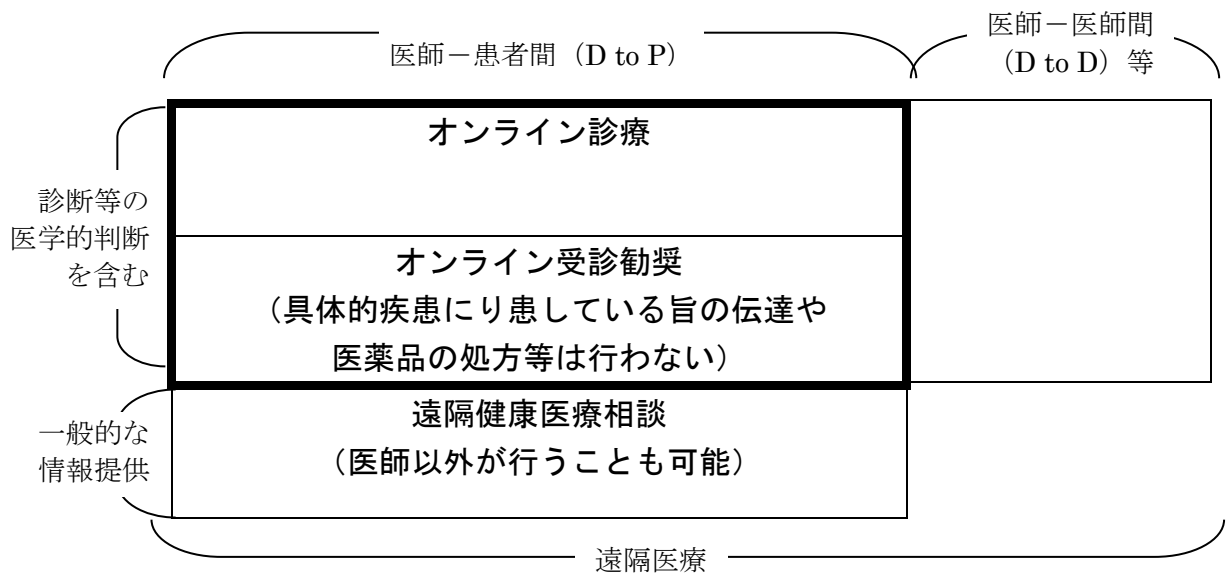 医師－患者間（D to P）
医師－医師間
（D to D）等
診断等の
医学的判断
を含む
オンライン診療
オンライン受診勧奨
（具体的疾患にり患している旨の伝達や
医薬品の処方等は行わない）
一般的な
情報提供
遠隔健康医療相談
（医師以外が行うことも可能）
遠隔医療